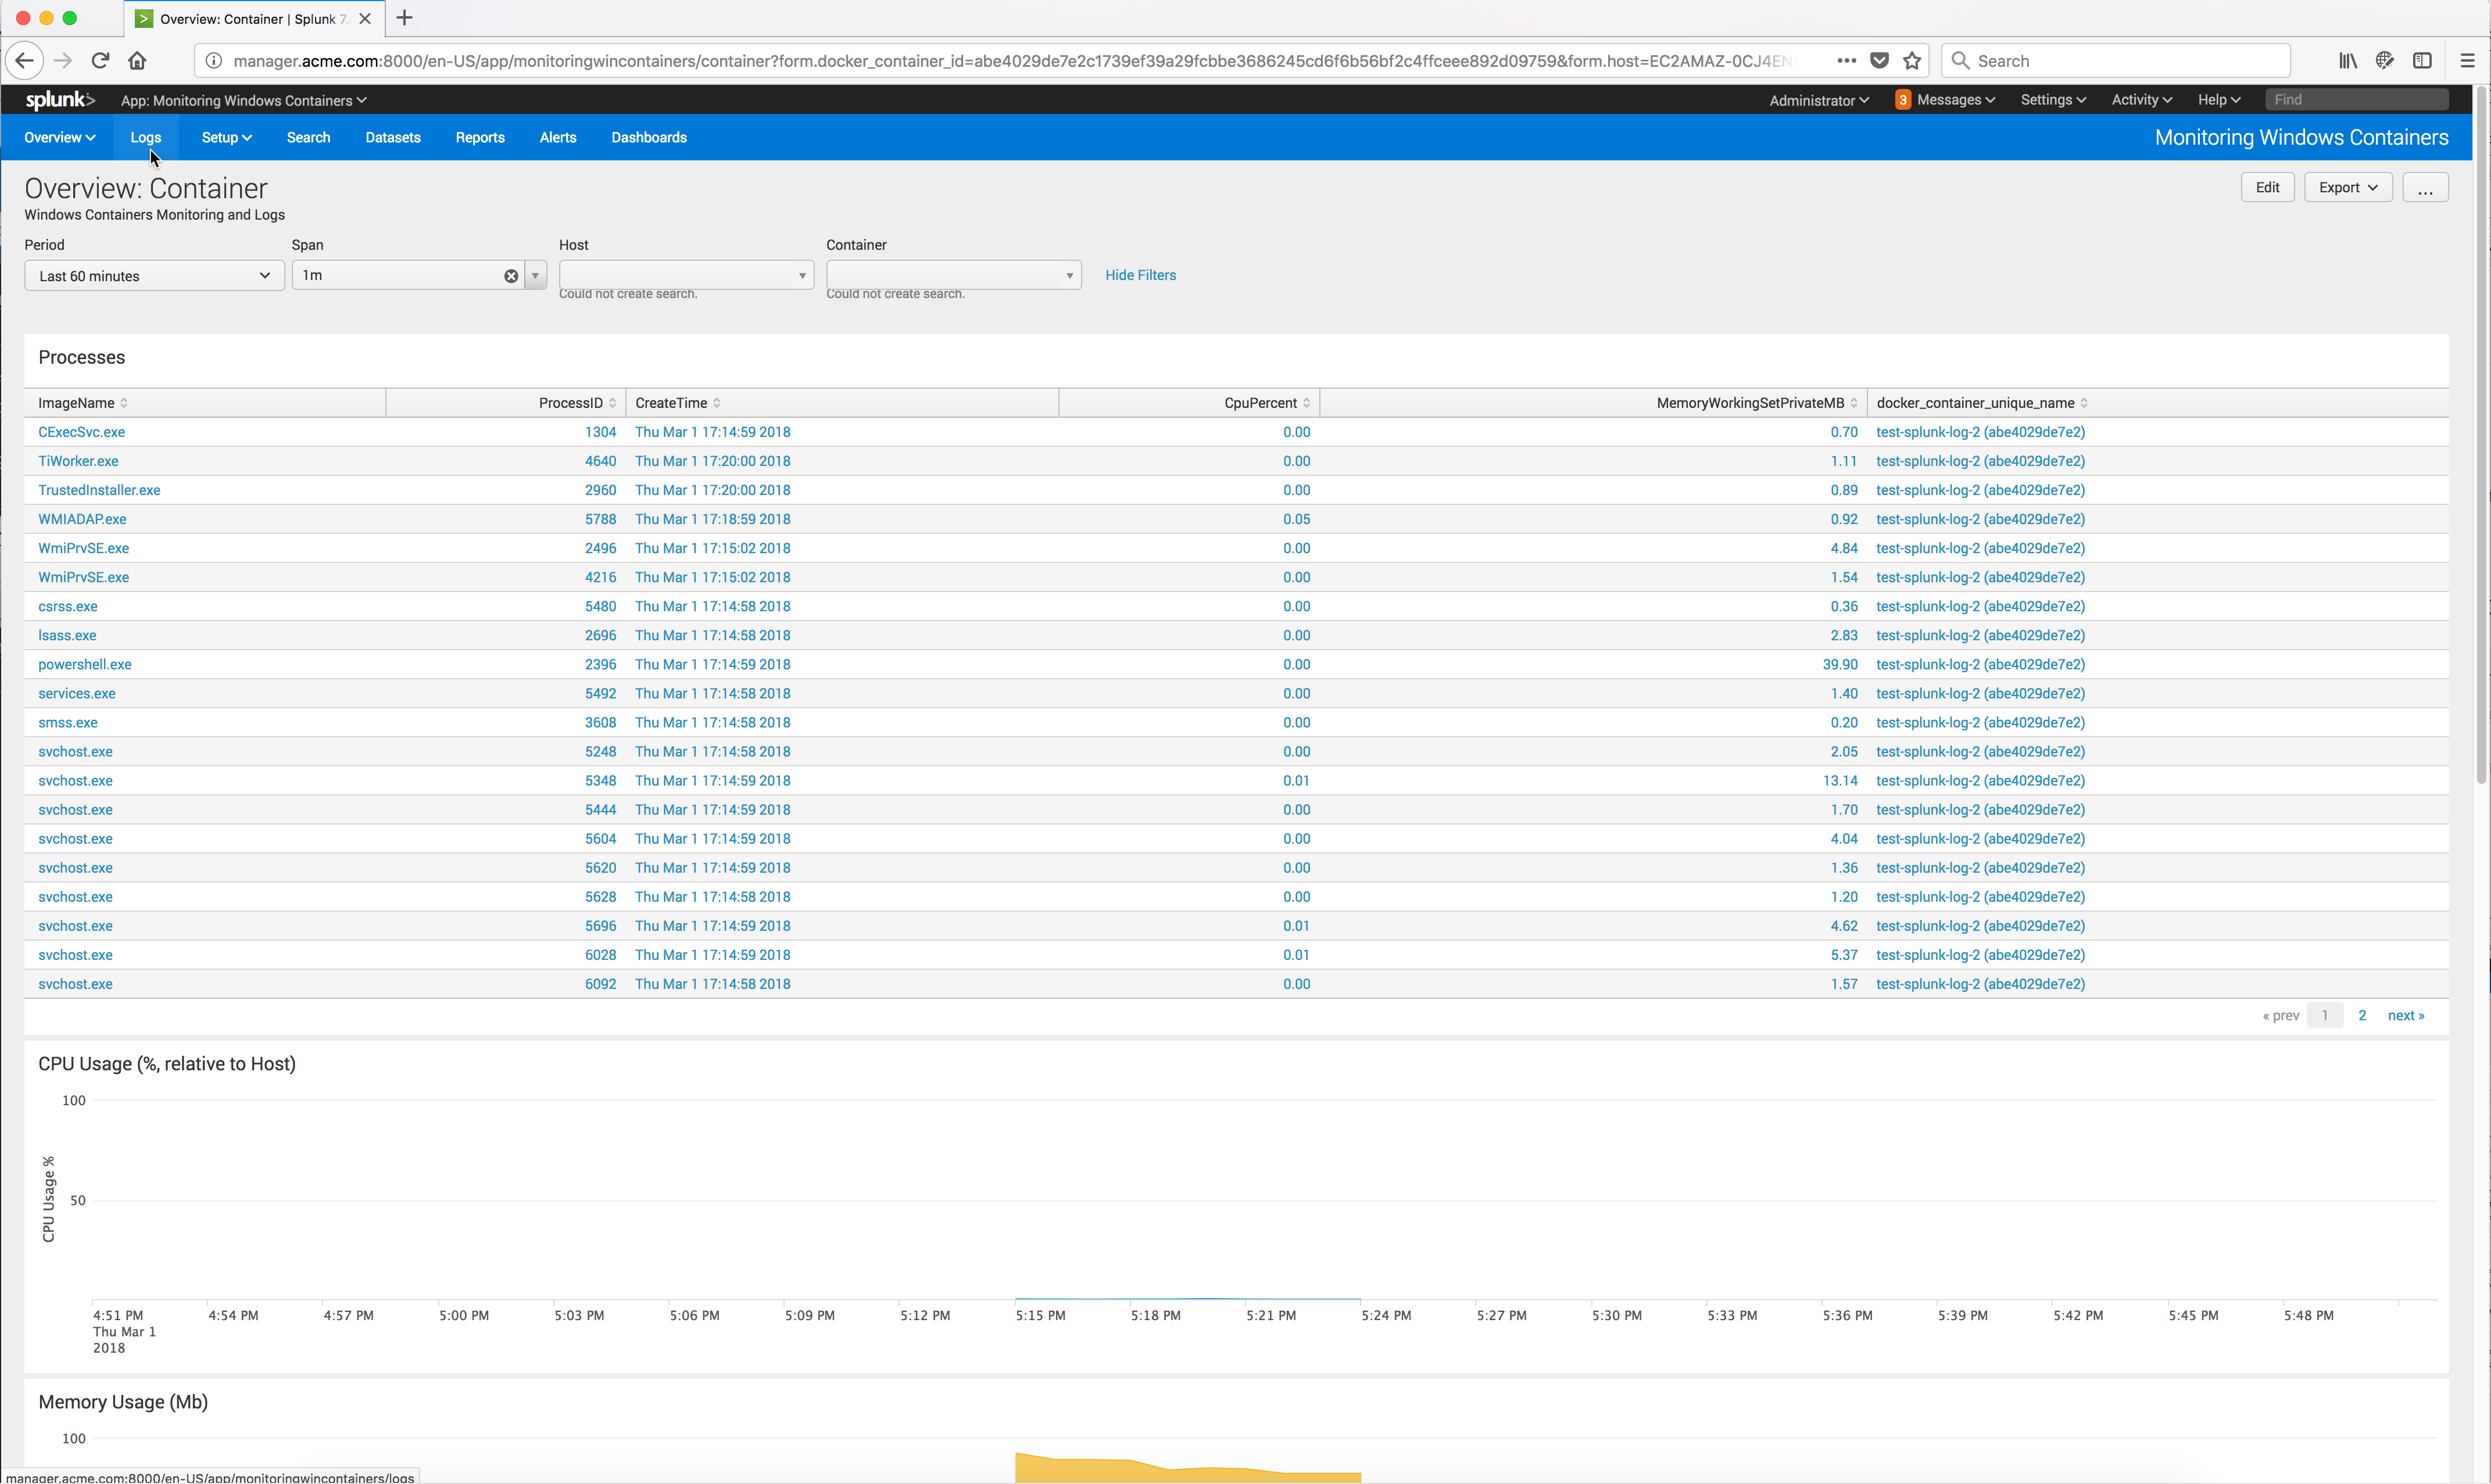 Overview: Container | Splunk 7.
manager.acme.com:8000/en-US/app/monitoringwincontainers/container?form.docker_container_id=abe4029de7e2c1739ef39a29fcbbe3686245cd6f6b56bf2c4ffceee892d09759&form.host=EC2AMAZ-0CJ4EN
Search
splunk> App: Monitoring Windows Containers Administrator 3 Messages Settings Activity Help Find
Overview Logs Setup Search Datasets Reports Alerts Dashboards Monitoring Windows Containers
Overview: Container
Edit Export ...
Windows Containers Monitoring and Logs
Period Span Host Container
Last 60 minutes 1m Hide Filters
Could not create search. Could not create search.
Processes
ImageName ProcessID CreateTime CpuPercent MemoryWorkingSetPrivateMB docker_container_unique_name
CExecSvc.exe 1304 Thu Mar 1 17:14:59 2018 0.00 0.70 test-splunk-log-2 (abe4029de7e2)
TiWorker.exe 4640 Thu Mar 1 17:20:00 2018 0.00 1.11 test-splunk-log-2 (abe4029de7e2)
TrustedInstaller.exe 2960 Thu Mar 1 17:20:00 2018 0.00 0.89 test-splunk-log-2 (abe4029de7e2)
WMIADAP.exe 5788 Thu Mar 1 17:18:59 2018 0.05 0.92 test-splunk-log-2 (abe4029de7e2)
WmiPrvSE.exe 2496 Thu Mar 1 17:15:02 2018 0.00 4.84 test-splunk-log-2 (abe4029de7e2)
WmiPrvSE.exe 4216 Thu Mar 1 17:15:02 2018 0.00 1.54 test-splunk-log-2 (abe4029de7e2)
csrss.exe 5480 Thu Mar 1 17:14:58 2018 0.00 0.36 test-splunk-log-2 (abe4029de7e2)
lsass.exe 2696 Thu Mar 1 17:14:58 2018 0.00 2.83 test-splunk-log-2 (abe4029de7e2)
powershell.exe 2396 Thu Mar 1 17:14:59 2018 0.00 39.90 test-splunk-log-2 (abe4029de7e2)
services.exe 5492 Thu Mar 1 17:14:58 2018 0.00 1.40 test-splunk-log-2 (abe4029de7e2)
smss.exe 3608 Thu Mar 1 17:14:58 2018 0.00 0.20 test-splunk-log-2 (abe4029de7e2)
svchost.exe 5248 Thu Mar 1 17:14:58 2018 0.00 2.05 test-splunk-log-2 (abe4029de7e2)
svchost.exe 5348 Thu Mar 1 17:14:59 2018 0.01 13.14 test-splunk-log-2 (abe4029de7e2)
svchost.exe 5444 Thu Mar 1 17:14:59 2018 0.00 1.70 test-splunk-log-2 (abe4029de7e2)
svchost.exe 5604 Thu Mar 1 17:14:59 2018 0.00 4.04 test-splunk-log-2 (abe4029de7e2)
svchost.exe 5620 Thu Mar 1 17:14:59 2018 0.00 1.36 test-splunk-log-2 (abe4029de7e2)
svchost.exe 5628 Thu Mar 1 17:14:58 2018 0.00 1.20 test-splunk-log-2 (abe4029de7e2)
svchost.exe 5696 Thu Mar 1 17:14:59 2018 0.01 4.62 test-splunk-log-2 (abe4029de7e2)
svchost.exe 6028 Thu Mar 1 17:14:59 2018 0.01 5.37 test-splunk-log-2 (abe4029de7e2)
svchost.exe 6092 Thu Mar 1 17:14:58 2018 0.00 1.57 test-splunk-log-2 (abe4029de7e2)
« prev 1 2 next »
CPU Usage (%, relative to Host)
100
CPU Usage %
50
4:51 PM 4:54 PM 4:57 PM 5:00 PM 5:03 PM 5:06 PM 5:09 PM 5:12 PM 5:15 PM 5:18 PM 5:21 PM 5:24 PM 5:27 PM 5:30 PM 5:33 PM 5:36 PM 5:39 PM 5:42 PM 5:45 PM 5:48 PM
Thu Mar 1
2018
Memory Usage (Mb)
100
manager.acme.com:8000/en-US/app/monitoringwincontainers/logs